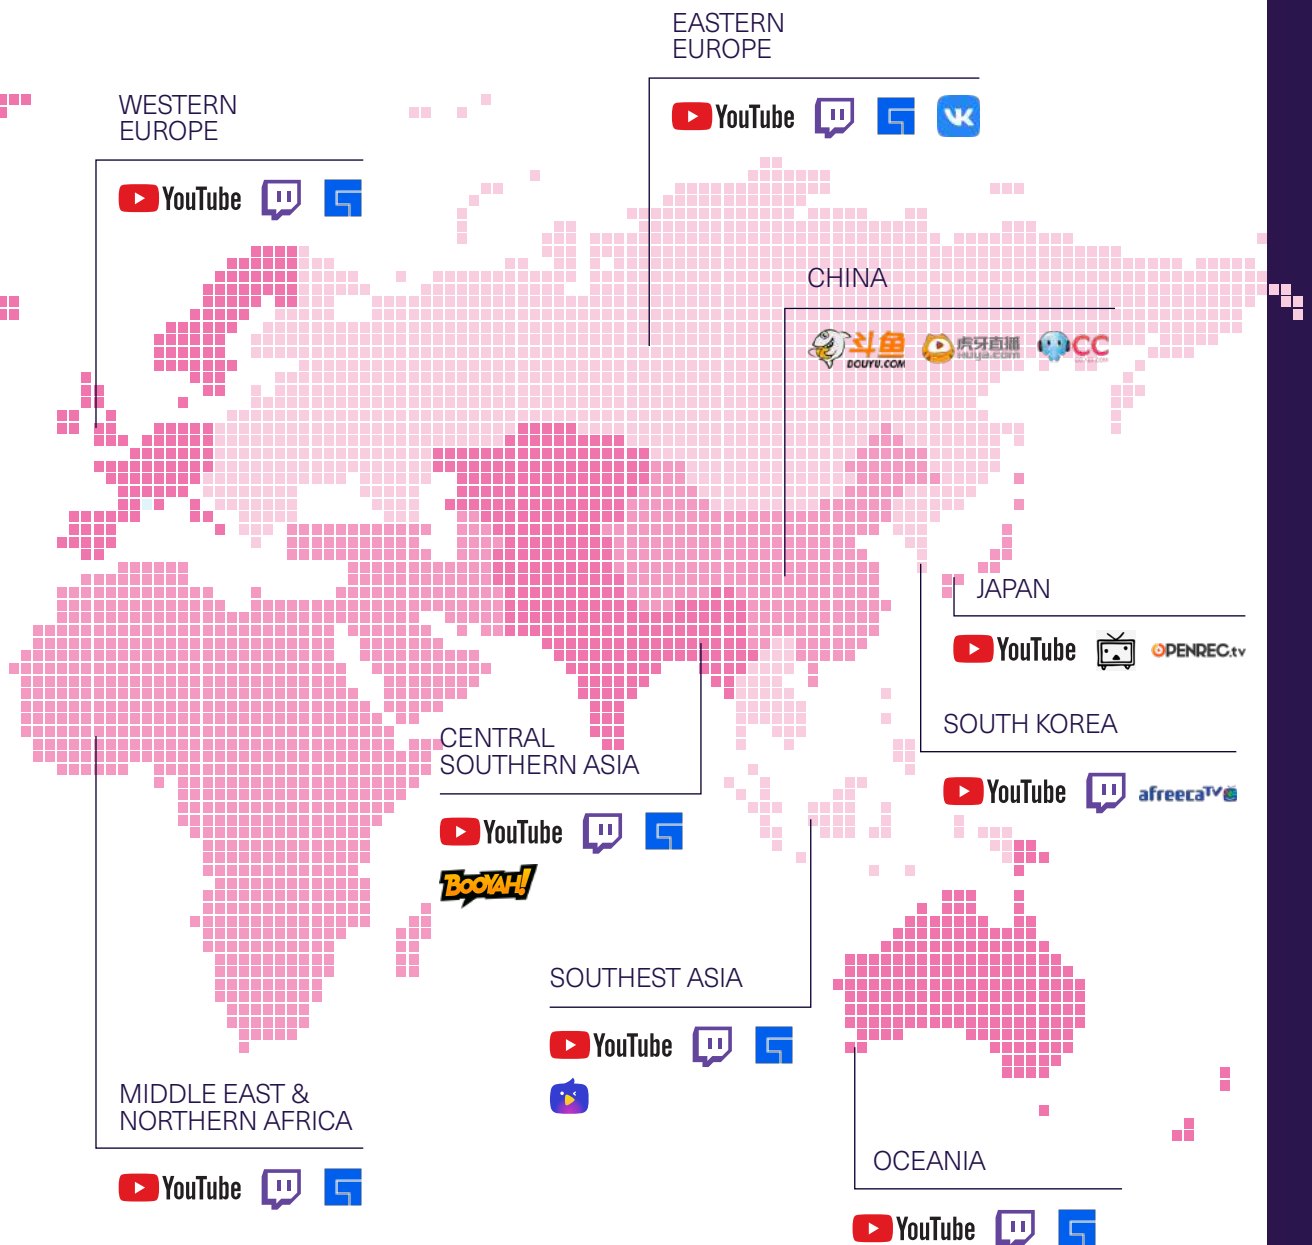 EASTERN
EUROPE
YouTube
VK
WESTERN
EUROPE
YouTube
CHINA
斗鱼
DOUYU.COM
虎牙直播
Huya.com
CC
JAPAN
YouTube
OPENREC.tv
SOUTH KOREA
YouTube
afreecaTV
CENTRAL
SOUTHERN ASIA
YouTube
BOOYAH!
SOUTHEST ASIA
YouTube
MIDDLE EAST &
NORTHERN AFRICA
YouTube
OCEANIA
YouTube